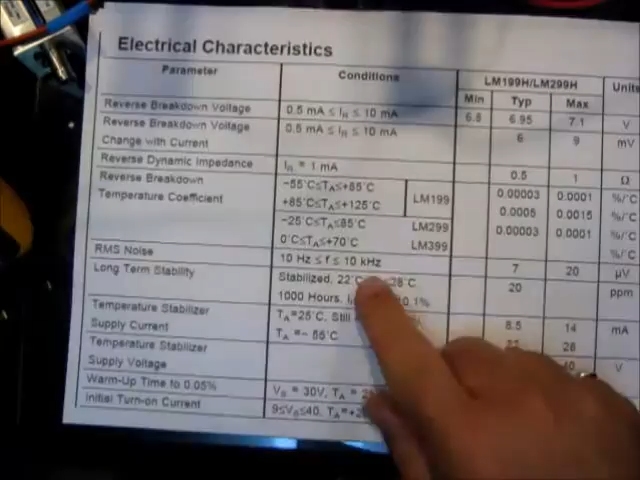 Electrical Characteristics
Parameter Conditions LM199H/LM299H Units
Min Typ Max
Reverse Breakdown Voltage 0.5 mA ≤ IR ≤ 10 mA 6.8 6.95 7.1 V
Reverse Breakdown Voltage 0.5 mA ≤ IR ≤ 10 mA 6 9 mV
Change with Current
Reverse Dynamic Impedance IR = 1 mA 0.5 1 Ω
Reverse Breakdown −55˚C≤TA≤+85˚C LM199 0.00003 0.0001 %/˚C
Temperature Coefficient +85˚C≤TA≤+125˚C 0.0005 0.0015 %/˚C
−25˚C≤TA≤85˚C LM299 0.00003 0.0001 %/˚C
0˚C≤TA≤+70˚C LM399 %/˚C
RMS Noise 10 Hz ≤ f ≤ 10 kHz 7 20 µV
Long Term Stability Stabilized, 22˚C 28˚C 20 ppm
1000 Hours, 0.1%
Temperature Stabilizer TA=25˚C, Still 8.5 14 mA
Supply Current TA=− 55˚C 22 28
Temperature Stabilizer 40 V
Supply Voltage
Warm-Up Time to 0.05% VS = 30V, TA =
Initial Turn-on Current 9≤VS≤40, TA=